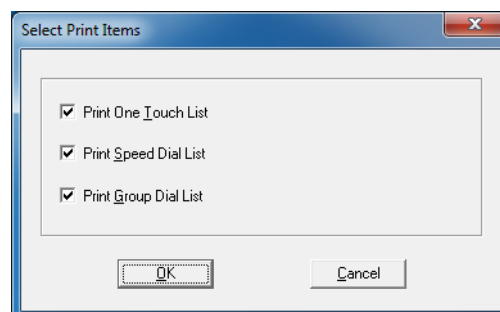 Select Print Items
Print One Touch List
Print Speed Dial List
Print Group Dial List
OK
Cancel